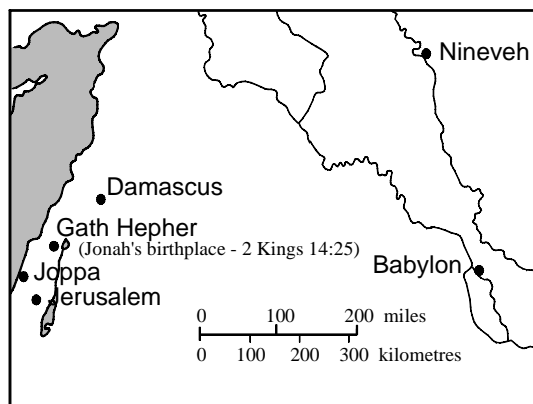 Nineveh
Damascus
Gath Hepher
(Jonah's birthplace - 2 Kings 14:25)
Joppa
Babylon
Jerusalem
0 100 200 miles
0 100 200 300 kilometres